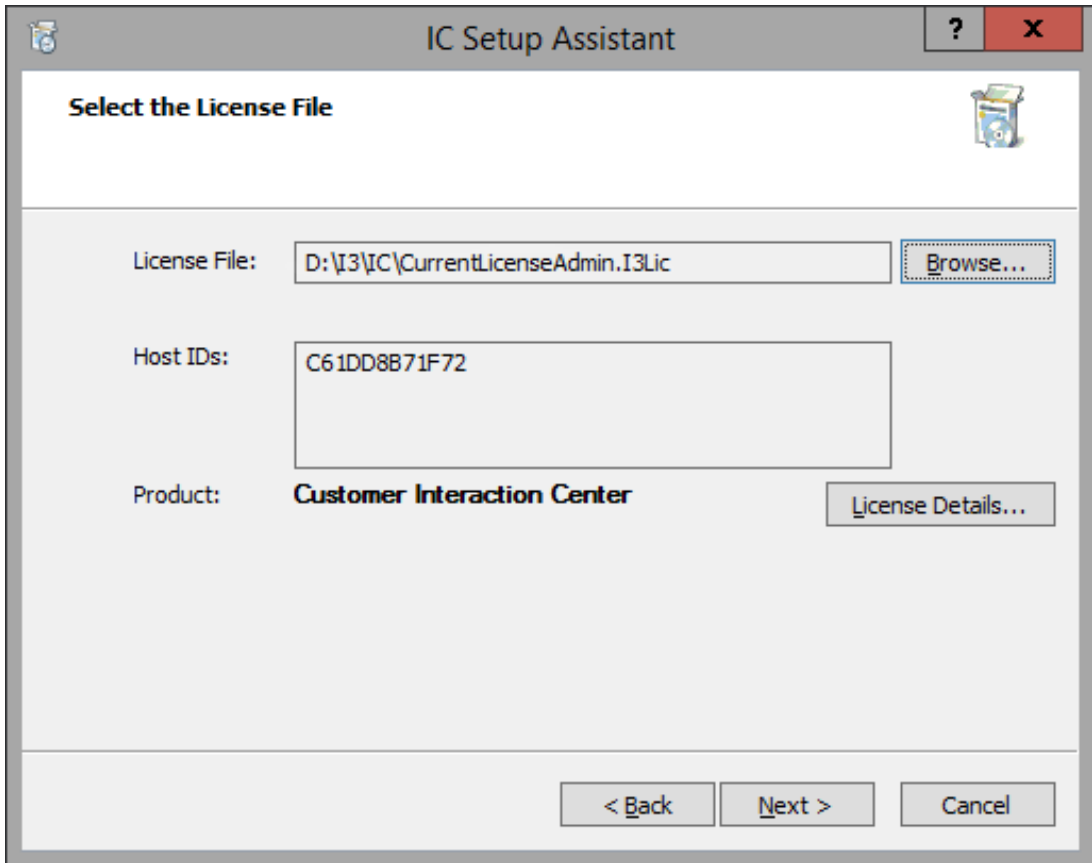 IC Setup Assistant
? x
Select the License File
License File: D:\I3\IC\CurrentLicenseAdmin.I3Lic Browse...
Host IDs: C61DD8B71F72
Product: Customer Interaction Center License Details...
< Back Next > Cancel